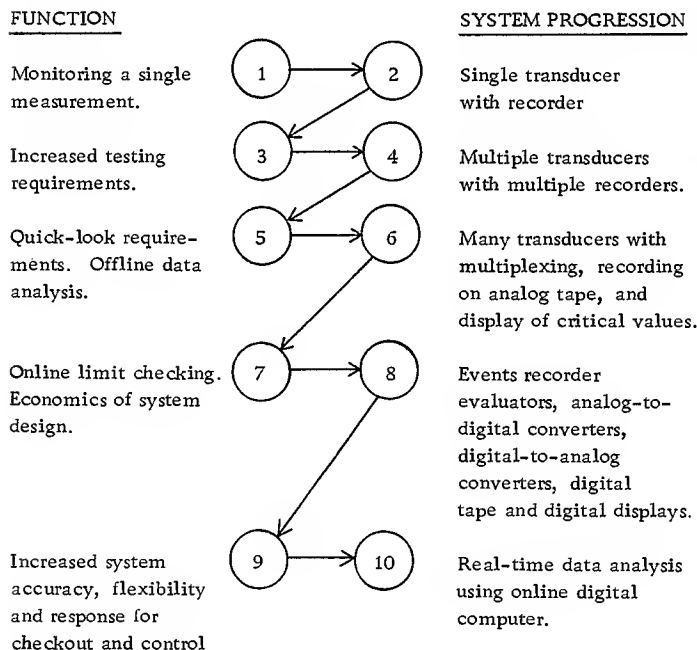 FUNCTION
SYSTEM PROGRESSION
Monitoring a single
measurement.
1
2
Single transducer
with recorder
Increased testing
requirements.
3
4
Multiple transducers
with multiple recorders.
Quick-look require-
ments. Offline data
analysis.
5
6
Many transducers with
multiplexing, recording
on analog tape, and
display of critical values.
Online limit checking.
Economics of system
design.
7
8
Events recorder
evaluators, analog-to-
digital converters,
digital-to-analog
converters, digital
tape and digital displays.
Increased system
accuracy, flexibility
and response for
checkout and control
9
10
Real-time data analysis
using online digital
computer.